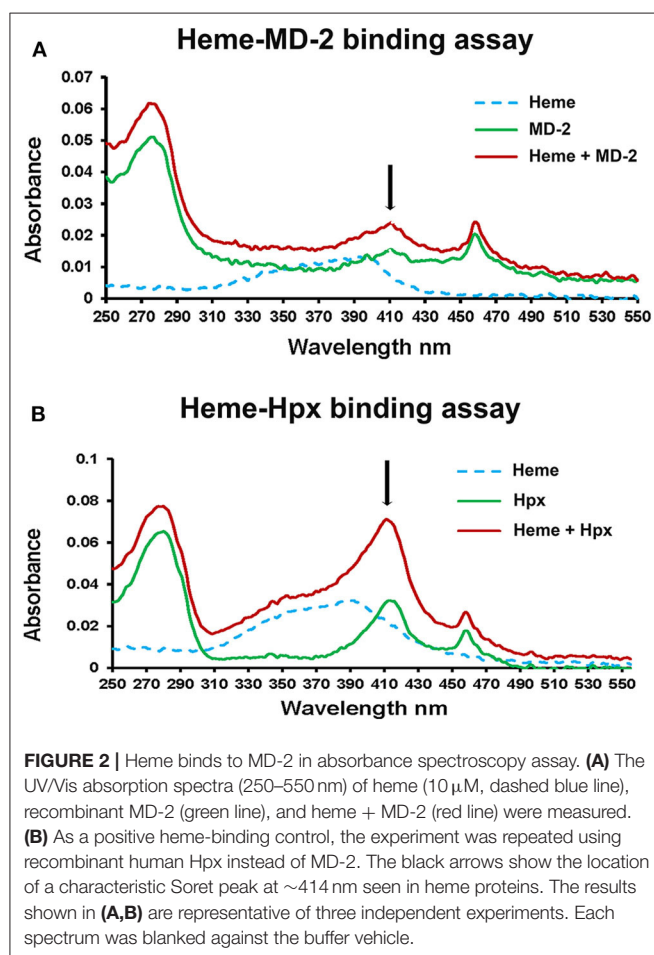 A
Heme-MD-2 binding assay
Absorbance
0.07
0.06
0.05
0.04
0.03
0.02
0.01
0
Heme
MD-2
Heme + MD-2
250 270 290 310 330 350 370 390 410 430 450 470 490 510 530 550
Wavelength nm
B
Heme-Hpx binding assay
Absorbance
0.1
0.08
0.06
0.04
0.02
0
Heme
Hpx
Heme + Hpx
250 270 290 310 330 350 370 390 410 430 450 470 490 510 530 550
Wavelength nm
FIGURE 2 | Heme binds to MD-2 in absorbance spectroscopy assay. (A) The
UV/Vis absorption spectra (250–550 nm) of heme (10 μM, dashed blue line),
recombinant MD-2 (green line), and heme + MD-2 (red line) were measured.
(B) As a positive heme-binding control, the experiment was repeated using
recombinant human Hpx instead of MD-2. The black arrows show the location
of a characteristic Soret peak at ~414 nm seen in heme proteins. The results
shown in (A,B) are representative of three independent experiments. Each
spectrum was blanked against the buffer vehicle.